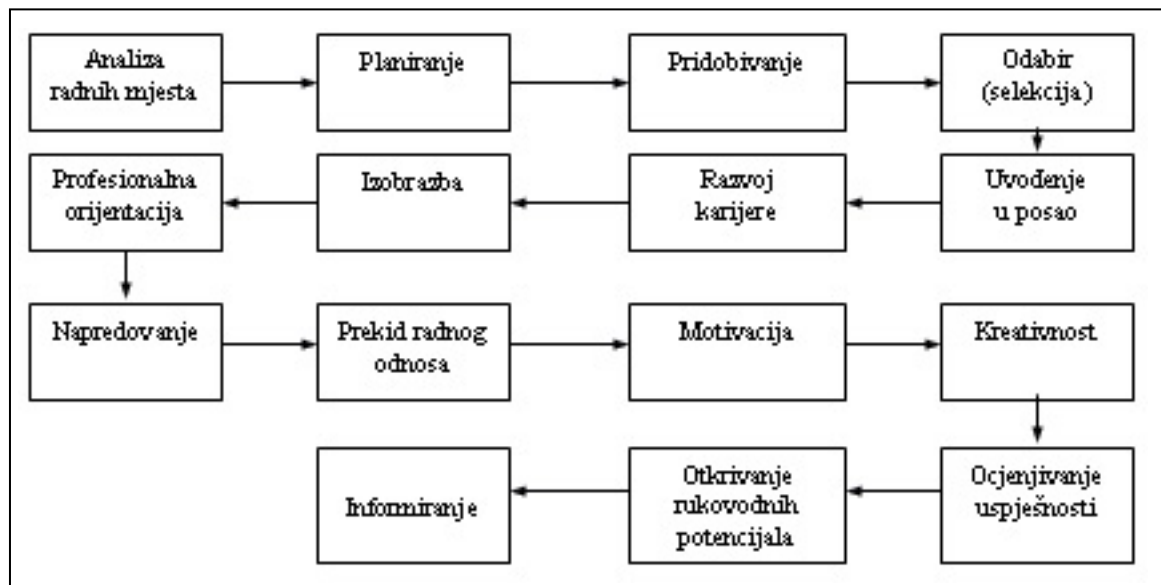 Analiza
radnih mjesta
Planiranje
Pridobivanje
Odabir
(selekcija)
Profesionalna
orijentacija
Izobrazba
Razvoj
karijere
Uvođenje
u posao
Napredovanje
Prekid radnog
odnosa
Motivacija
Kreativnost
Informiranje
Otkrivanje
rukovodnih
potencijala
Ocjenjivanje
uspješnosti